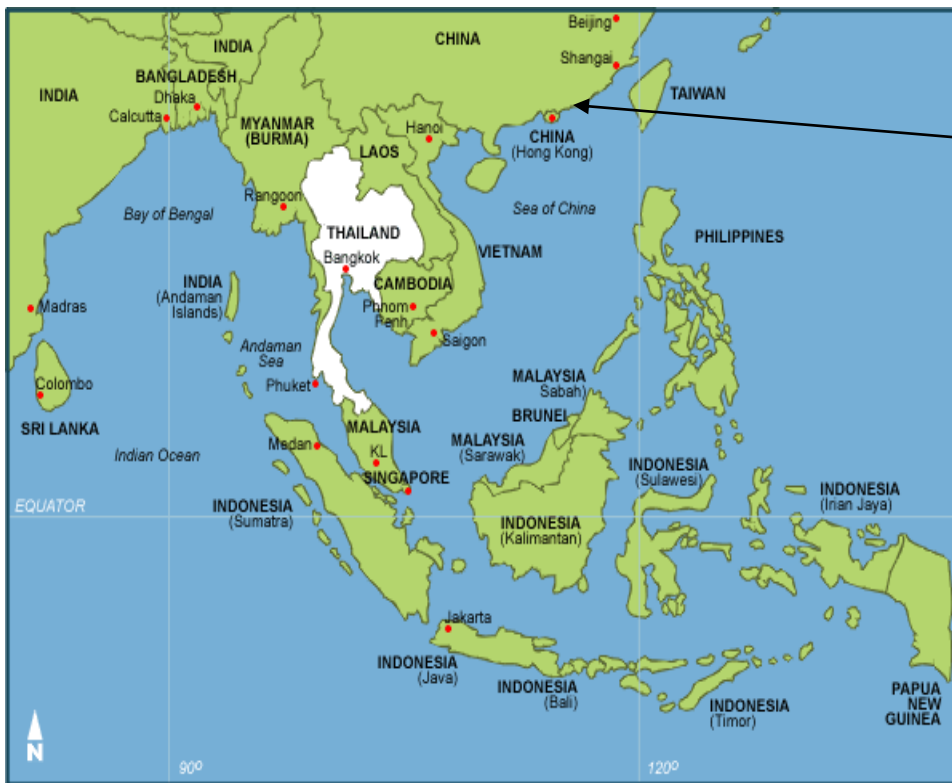 Beijing
CHINA
INDIA
Shangai
BANGLADESH
INDIA
TAIWAN
Dhaka
Calcutta
MYANMAR
(BURMA)
Hanoi
CHINA
(Hong Kong)
LAOS
Rangoon
Bay of Bengal
Sea of China
THAILAND
PHILIPPINES
VIETNAM
Bangkok
INDIA
(Andaman
Islands)
CAMBODIA
Madras
Phnom
Penh
Saigon
Andaman
Sea
Phuket
Colombo
MALAYSIA
Sabah)
BRUNEI
SRI LANKA
MALAYSIA
MALAYSIA
(Sarawak)
Medan
KL
Indian Ocean
SINGAPORE
INDONESIA
(Sulawesi)
EQUATOR
INDONESIA
(Sumatra)
INDONESIA
(Kalimantan)
INDONESIA
(Irian Jaya)
Jakarta
INDONESIA
(Java)
INDONESIA
(Bali)
INDONESIA
(Timor)
PAPUA
NEW
GUINEA
N
90º
120º